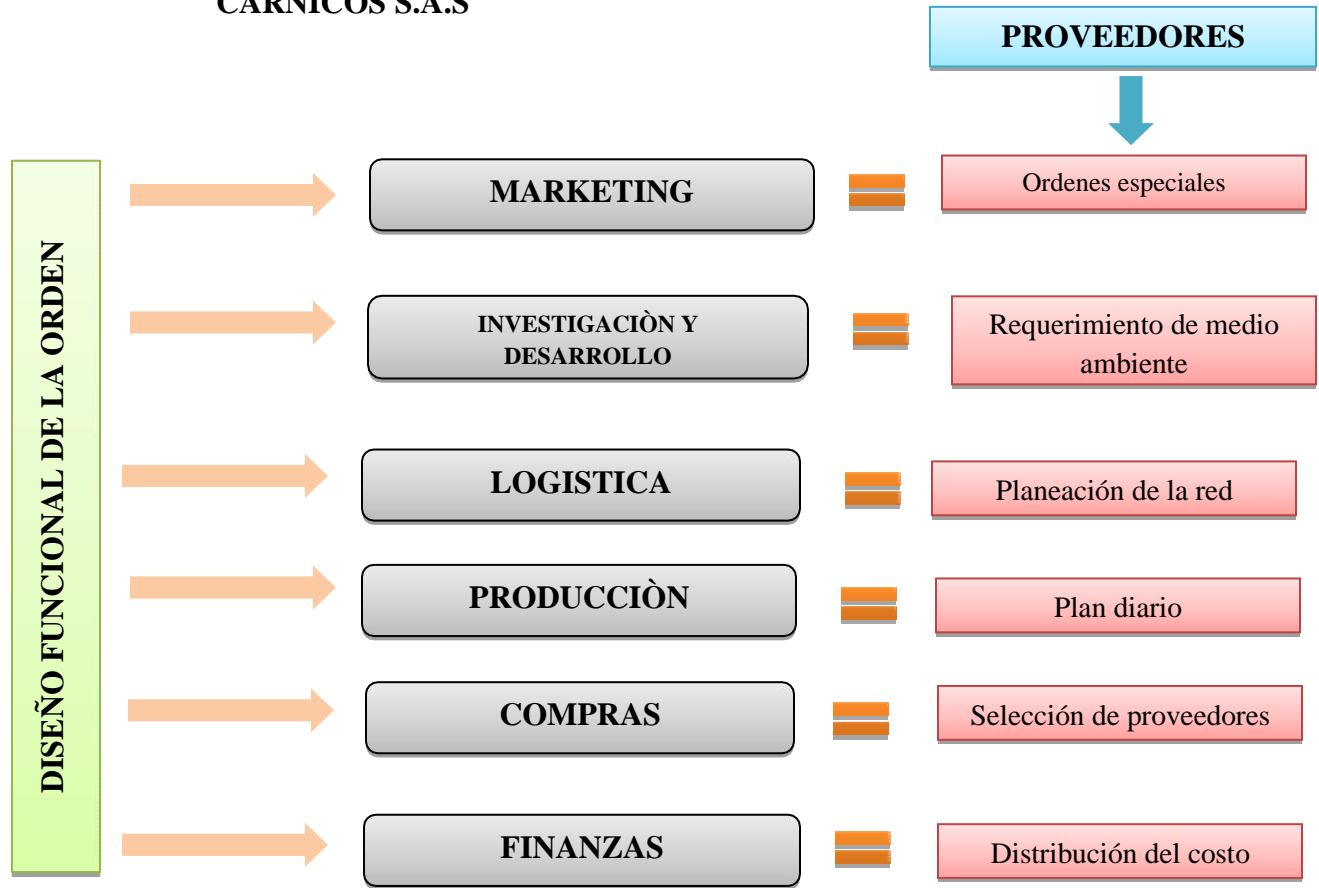 CARNICOS S.A.S
PROVEEDORES
DISEÑO FUNCIONAL DE LA ORDEN
MARKETING
Ordenes especiales
INVESTIGACIÒN Y
DESARROLLO
Requerimiento de medio
ambiente
LOGISTICA
Planeación de la red
PRODUCCIÒN
Plan diario
COMPRAS
Selección de proveedores
FINANZAS
Distribución del costo